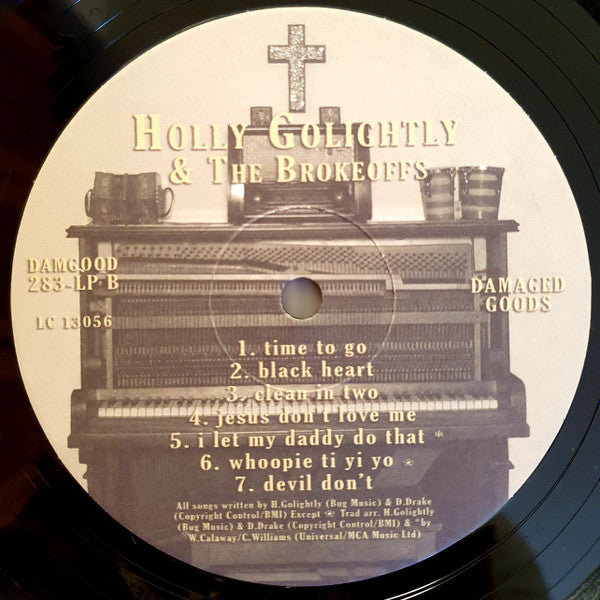 Holly Golightly
& The Brokeoffs
DAMGOOD
283-LP B
LC 13056
DAMAGED
GOODS
1. time to go
2. black heart
3. clean in two
4. jesus don't love me
5. i let my daddy do that *
6. whoopie ti yi yo ֍
7. devil don't
All songs written by H.Golightly (Bug Music) & D.Drake
(Copyright Control/BMI) Except ֍ Trad arr. H.Golightly
(Bug Music) & D.Drake (Copyright Control/BMI) & *by
W.Calaway/C.Williams (Universal/MCA Music Ltd)